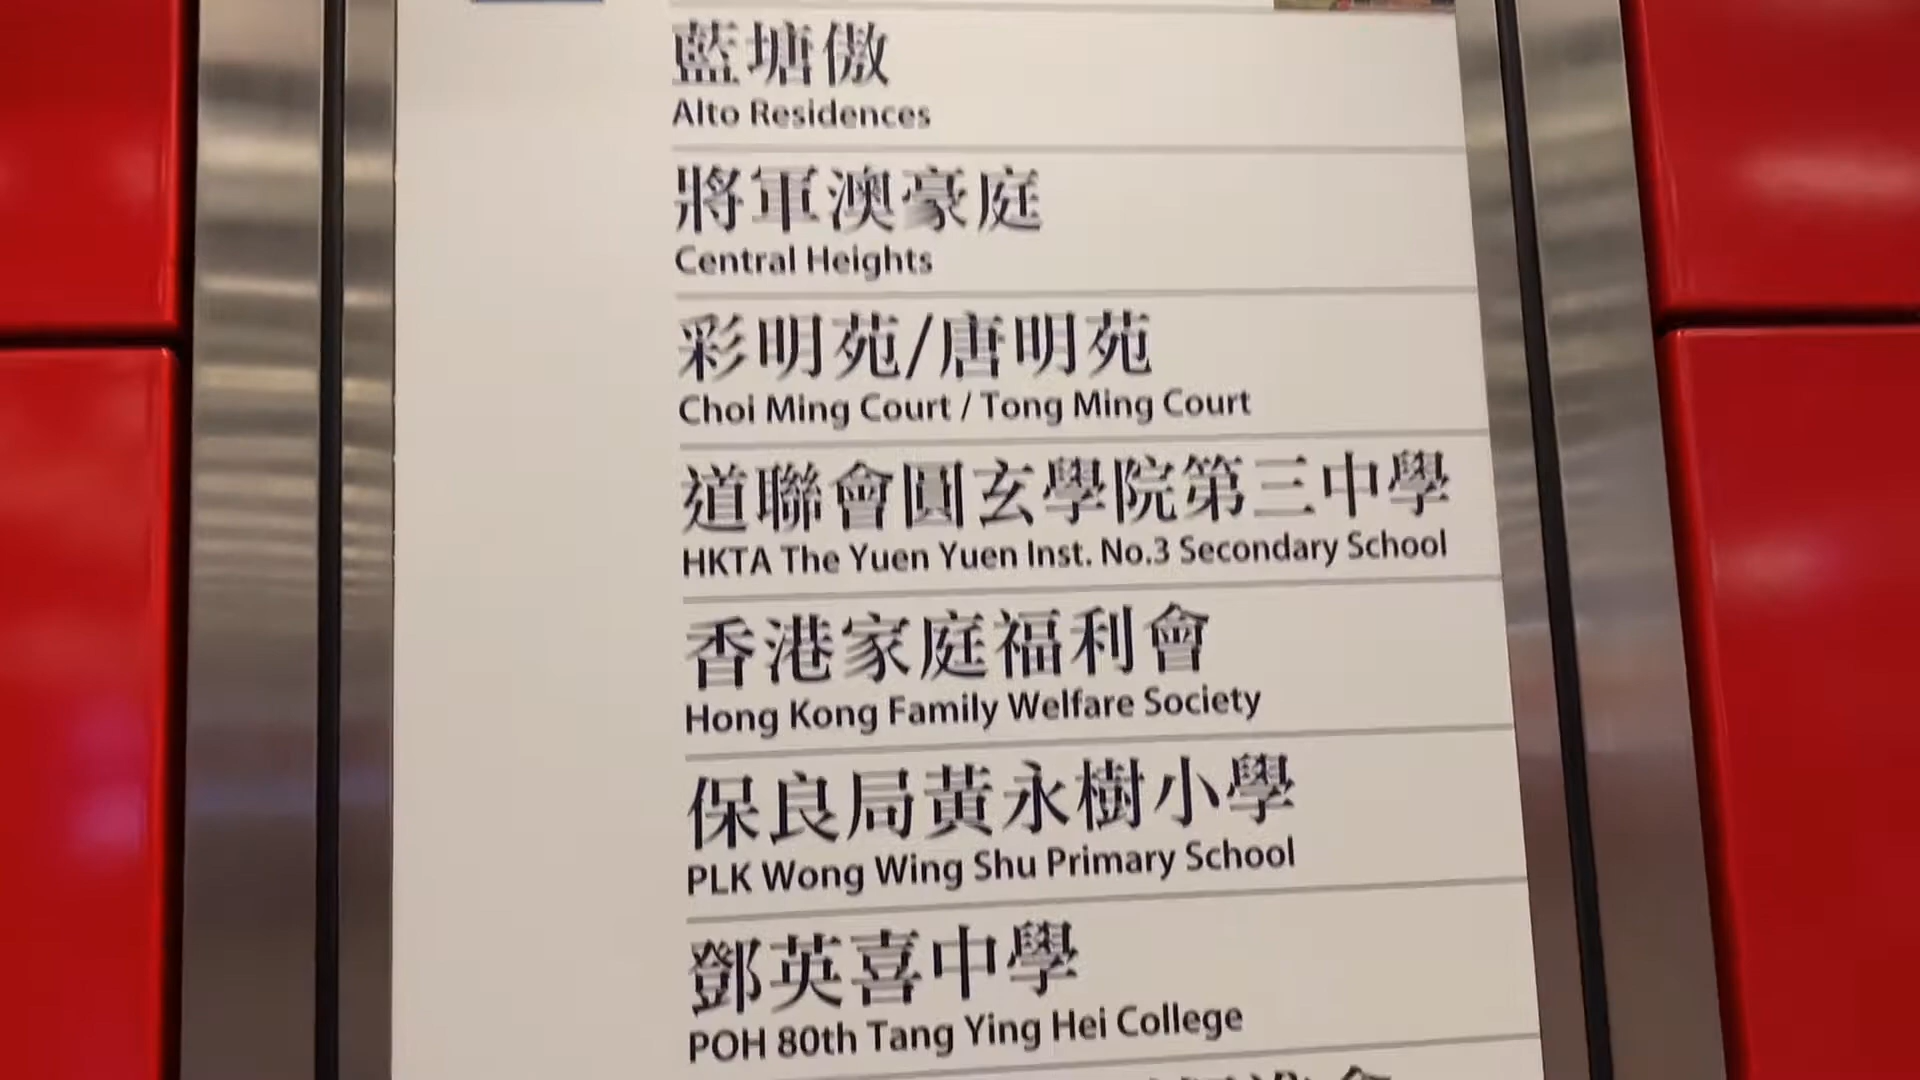 藍塘傲
Alto Residences
將軍澳豪庭
Central Heights
彩明苑/唐明苑
Choi Ming Court / Tong Ming Court
道聯會圓玄學院第三中學
HKTA The Yuen Yuen Inst. No.3 Secondary School
香港家庭福利會
Hong Kong Family Welfare Society
保良局黃永樹小學
PLK Wong Wing Shu Primary School
鄧英喜中學
POH 80th Tang Ying Hei College